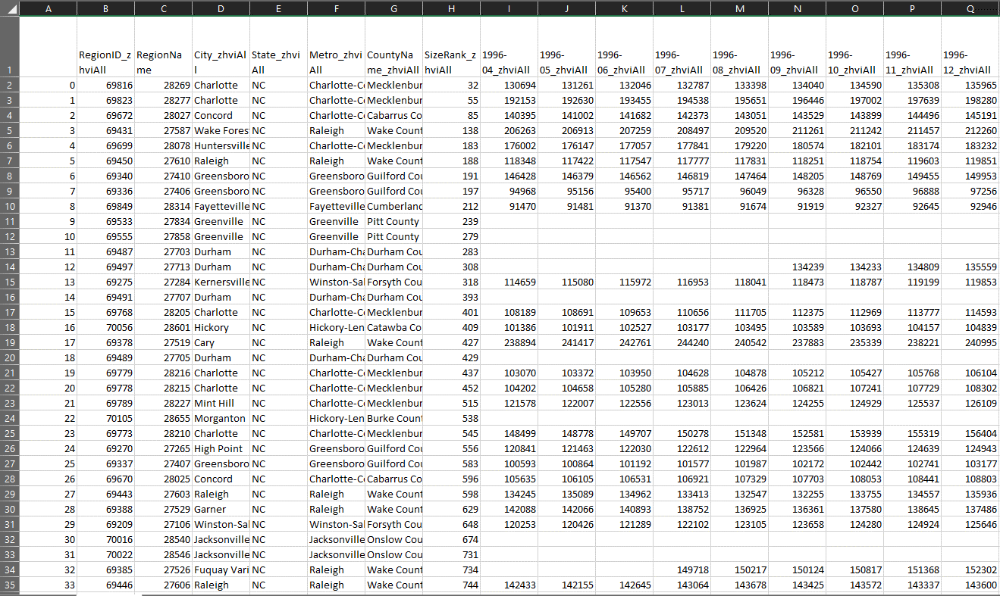 A B C D E F G H I J K L M N O P Q
RegionID_z RegionNa City_zhviAl State_zhvi Metro_zhvi CountyNa SizeRank_z 1996- 1996- 1996- 1996- 1996- 1996- 1996- 1996- 1996-
1 hviAll me l All All me_zhviAll hviAll 04_zhviAll 05_zhviAll 06_zhviAll 07_zhviAll 08_zhviAll 09_zhviAll 10_zhviAll 11_zhviAll 12_zhviAll
2 0 69816 28269 Charlotte NC Charlotte-Co Mecklenbur 32 130694 131261 132046 132787 133398 134040 134590 135308 135965
3 1 69823 28277 Charlotte NC Charlotte-Co Mecklenbur 55 192153 192630 193455 194538 195651 196446 197002 197639 198280
4 2 69672 28027 Concord NC Charlotte-Co Cabarrus Co 85 140395 141002 141682 142373 143051 143529 143899 144496 145191
5 3 69431 27587 Wake Fores NC Raleigh Wake Count 138 206263 206913 207259 208497 209520 211261 211242 211457 212260
6 4 69699 28078 Huntersville NC Charlotte-Co Mecklenbur 183 176002 176147 177057 177841 179220 180574 182101 183174 183232
7 5 69450 27610 Raleigh NC Raleigh Wake Count 188 118348 117422 117547 117777 117831 118251 118754 119603 119851
8 6 69340 27410 Greensboro NC Greensboro Guilford Cou 191 146428 146379 146562 146819 147464 148205 148769 149455 149953
9 7 69336 27406 Greensboro NC Greensboro Guilford Cou 197 94968 95156 95400 95717 96049 96328 96550 96888 97256
10 8 69849 28314 Fayetteville NC Fayetteville Cumberland 212 91470 91481 91370 91381 91674 91919 92327 92645 92946
11 9 69533 27834 Greenville NC Greenville Pitt County 239
12 10 69555 27858 Greenville NC Greenville Pitt County 279
13 11 69487 27703 Durham NC Durham-Cha Durham Cou 283
14 12 69497 27713 Durham NC Durham-Cha Durham Cou 308 134239 134233 134809 135559
15 13 69275 27284 Kernersville NC Winston-Sal Forsyth Cou 318 114659 115080 115972 116953 118041 118473 118787 119199 119853
16 14 69491 27707 Durham NC Durham-Cha Durham Cou 393
17 15 69768 28205 Charlotte NC Charlotte-Co Mecklenbur 401 108189 108691 109653 110656 111705 112375 112969 113777 114593
18 16 70056 28601 Hickory NC Hickory-Len Catawba Co 409 101386 101911 102527 103177 103495 103589 103693 104157 104839
19 17 69378 27519 Cary NC Raleigh Wake Count 427 238894 241417 242761 244240 240542 237883 235339 238221 240995
20 18 69489 27705 Durham NC Durham-Cha Durham Cou 429
21 19 69779 28216 Charlotte NC Charlotte-Co Mecklenbur 437 103070 103372 103950 104628 104878 105212 105427 105768 106104
22 20 69778 28215 Charlotte NC Charlotte-Co Mecklenbur 452 104202 104658 105280 105885 106426 106821 107241 107729 108302
23 21 69789 28227 Mint Hill NC Charlotte-Co Mecklenbur 515 121578 122007 122556 123013 123624 124255 124929 125537 126109
24 22 70105 28655 Morganton NC Hickory-Len Burke Count 538
25 23 69773 28210 Charlotte NC Charlotte-Co Mecklenbur 545 148499 148778 149707 150278 151348 152581 153939 155319 156404
26 24 69270 27265 High Point NC Greensboro Guilford Cou 556 120841 121463 122030 122612 122964 123566 124066 124639 124943
27 25 69337 27407 Greensboro NC Greensboro Guilford Cou 583 100593 100864 101192 101577 101987 102172 102442 102741 103177
28 26 69670 28025 Concord NC Charlotte-Co Cabarrus Co 596 105635 106105 106531 106921 107329 107703 108053 108441 108803
29 27 69443 27603 Raleigh NC Raleigh Wake Count 598 134245 135089 134962 133413 132547 132255 133755 134557 135936
30 28 69388 27529 Garner NC Raleigh Wake Count 629 142088 142066 140893 138752 136925 136361 137580 138645 137486
31 29 69209 27106 Winston-Sal NC Winston-Sal Forsyth Cou 648 120253 120426 121289 122102 123105 123658 124280 124924 125646
32 30 70016 28540 Jacksonville NC Jacksonville Onslow Cou 674
33 31 70022 28546 Jacksonville NC Jacksonville Onslow Cou 731
34 32 69385 27526 Fuquay Vari NC Raleigh Wake Count 734 149718 150217 150124 150817 151368 152302
35 33 69446 27606 Raleigh NC Raleigh Wake Count 744 142433 142155 142645 143064 143678 143425 143572 143337 143600